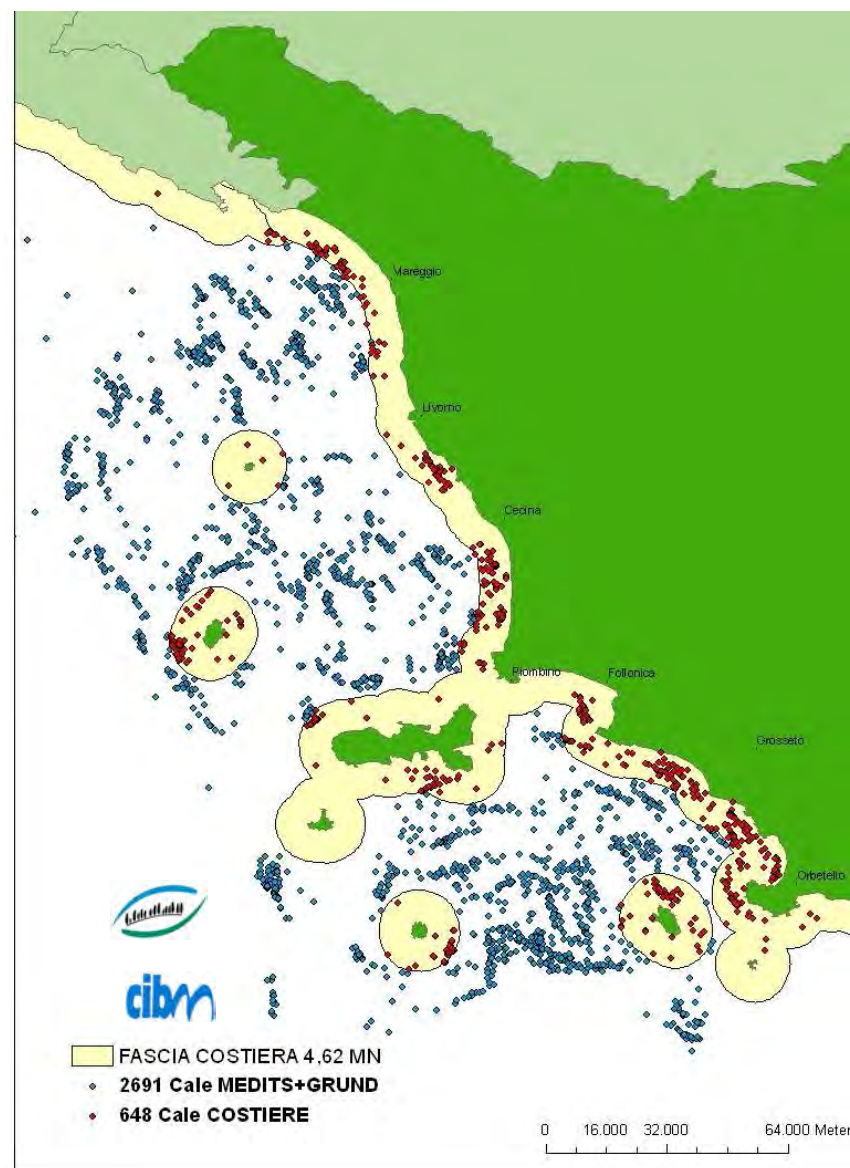 Mareggio
Livorno
Cecina
Piombino
Follonica
Grosseto
Orbetello
cibm
FASCIA COSTIERA 4,62 MN
2691 Cale MEDITS+GRUND
648 Cale COSTIERE
0 16.000 32.000 64.000 Meter